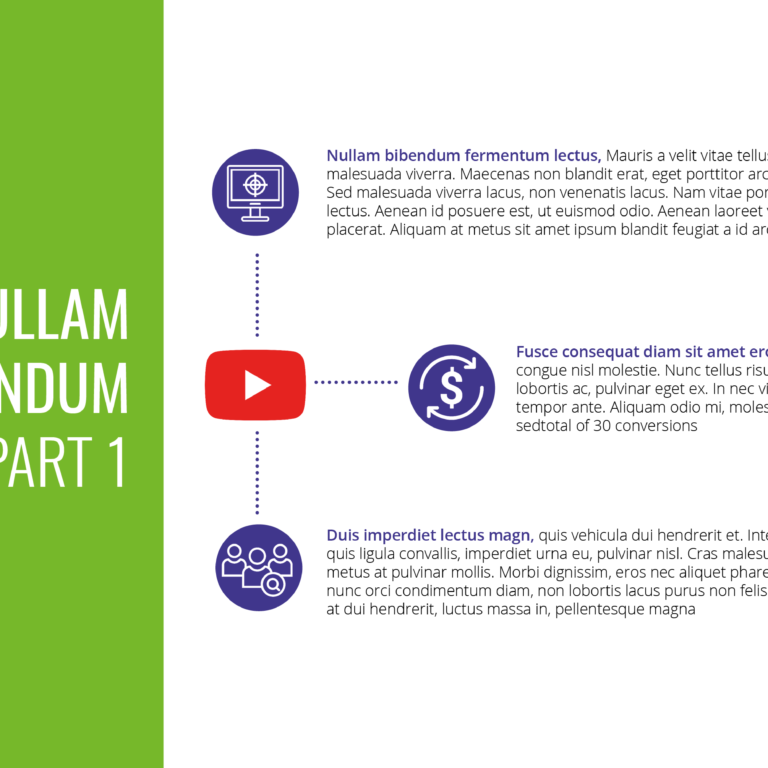 ULLAM
NDUM
PART 1
Nullam bibendum fermentum lectus, Mauris a velit vitae tellus
malesuada viverra. Maecenas non blandit erat, eget porttitor arc
Sed malesuada viverra lacus, non venenatis lacus. Nam vitae por
lectus. Aenean id posuere est, ut euismod odio. Aenean laoreet
placerat. Aliquam at metus sit amet ipsum blandit feugiat a id arc
Fusce consequat diam sit amet ero
congue nisl molestie. Nunc tellus risu
lobortis ac, pulvinar eget ex. In nec vi
tempor ante. Aliquam odio mi, moles
sedtotal of 30 conversions
Duis imperdiet lectus magn, quis vehicula dui hendrerit et. Inte
quis ligula convallis, imperdiet urna eu, pulvinar nisl. Cras malesu
metus at pulvinar mollis. Morbi dignissim, eros nec aliquet phare
nunc orci condimentum diam, non lobortis lacus purus non felis
at dui hendrerit, luctus massa in, pellentesque magna